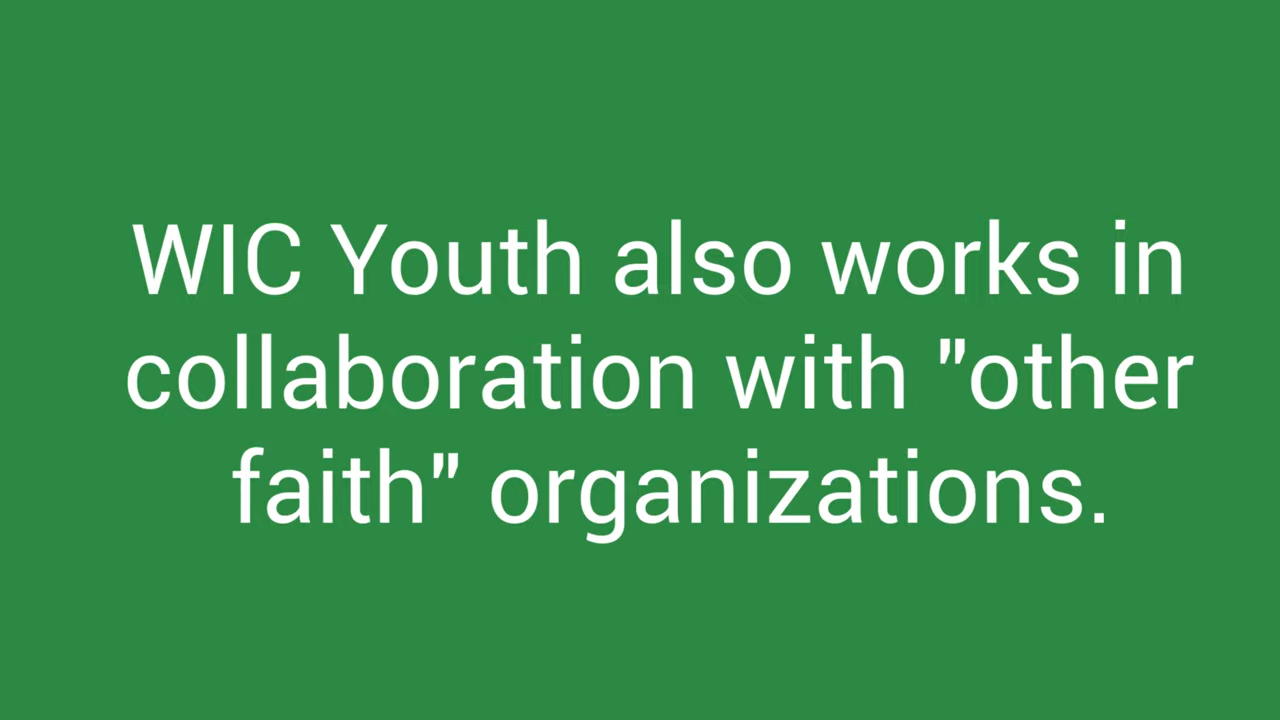 WIC Youth also works in
collaboration with "other
faith" organizations.